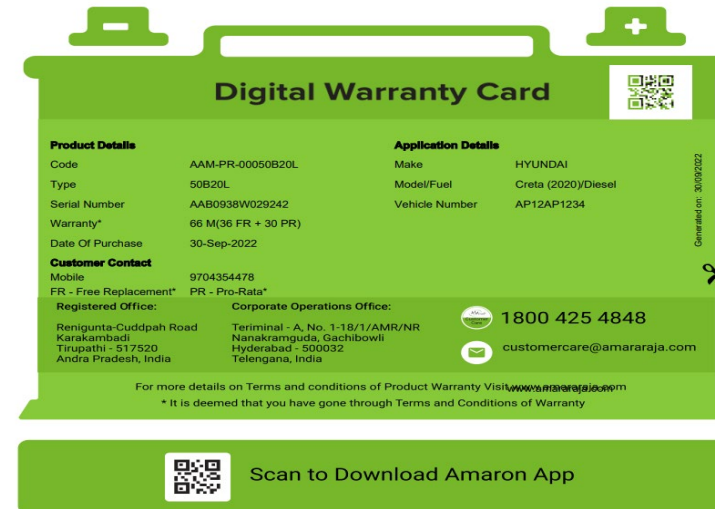 Digital Warranty Card
Product Details
Code AAM-PR-00050B20L
Type 50B20L
Serial Number AAB0938W029242
Warranty* 66 M(36 FR + 30 PR)
Date Of Purchase 30-Sep-2022
Customer Contact
Mobile 9704354478
FR - Free Replacement* PR - Pro-Rata*
Application Details
Make HYUNDAI
Model/Fuel Creta (2020)/Diesel
Vehicle Number AP12AP1234
Generated on: 30/09/2022
Registered Office:
Renigunta-Cuddpah Road
Karakambadi
Tirupathi - 517520
Andra Pradesh, India
Corporate Operations Office:
Teriminal - A, No. 1-18/1/AMR/NR
Nanakramguda, Gachibowli
Hyderabad - 500032
Telengana, India
1800 425 4848
customercare@amararaja.com
For more details on Terms and conditions of Product Warranty Visit www.amararaja.com
* It is deemed that you have gone through Terms and Conditions of Warranty
Scan to Download Amaron App